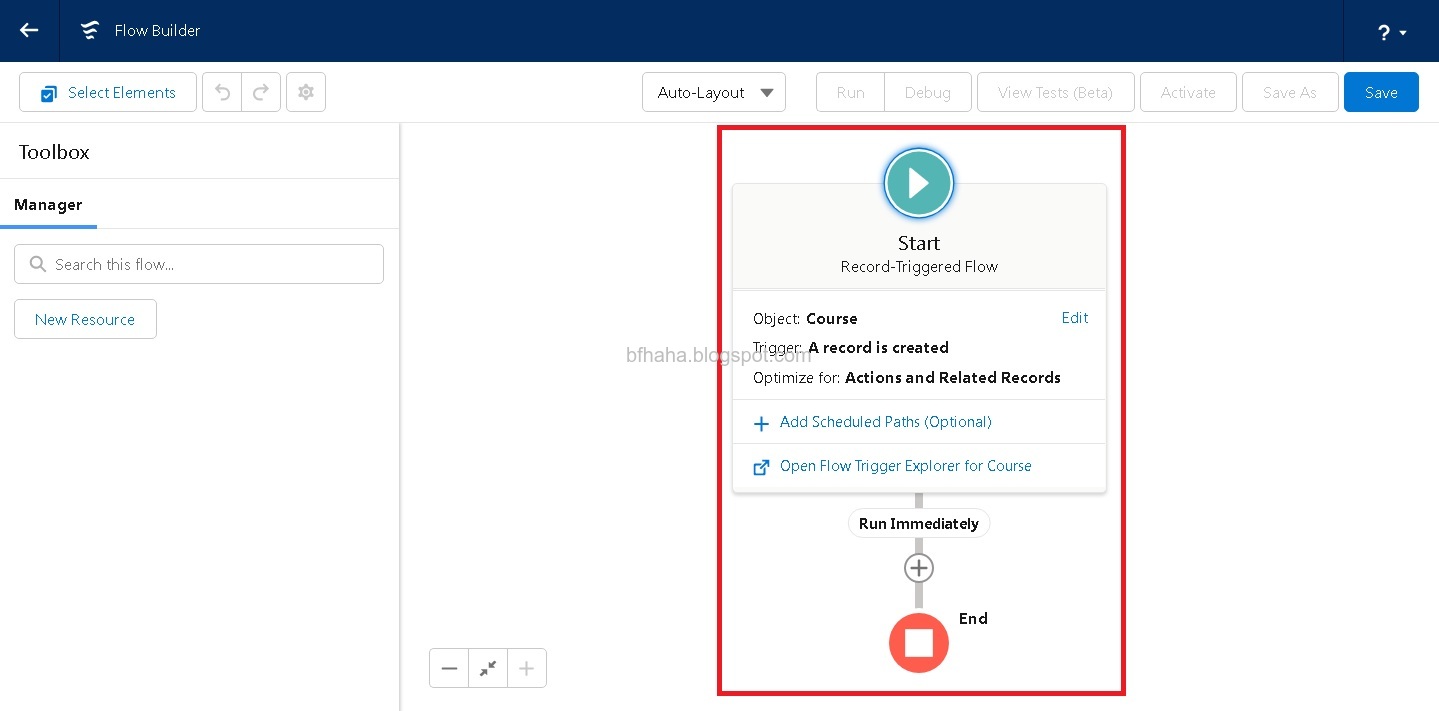 Flow Builder
?
Select Elements
Auto-Layout
Run
Debug
View Tests (Beta)
Activate
Save As
Save
Toolbox
Manager
Search this flow...
New Resource
Start
Record-Triggered Flow
Object: Course
Edit
Trigger: A record is created
bfhaha.blogspot.com
Optimize for: Actions and Related Records
Add Scheduled Paths (Optional)
Open Flow Trigger Explorer for Course
Run Immediately
End